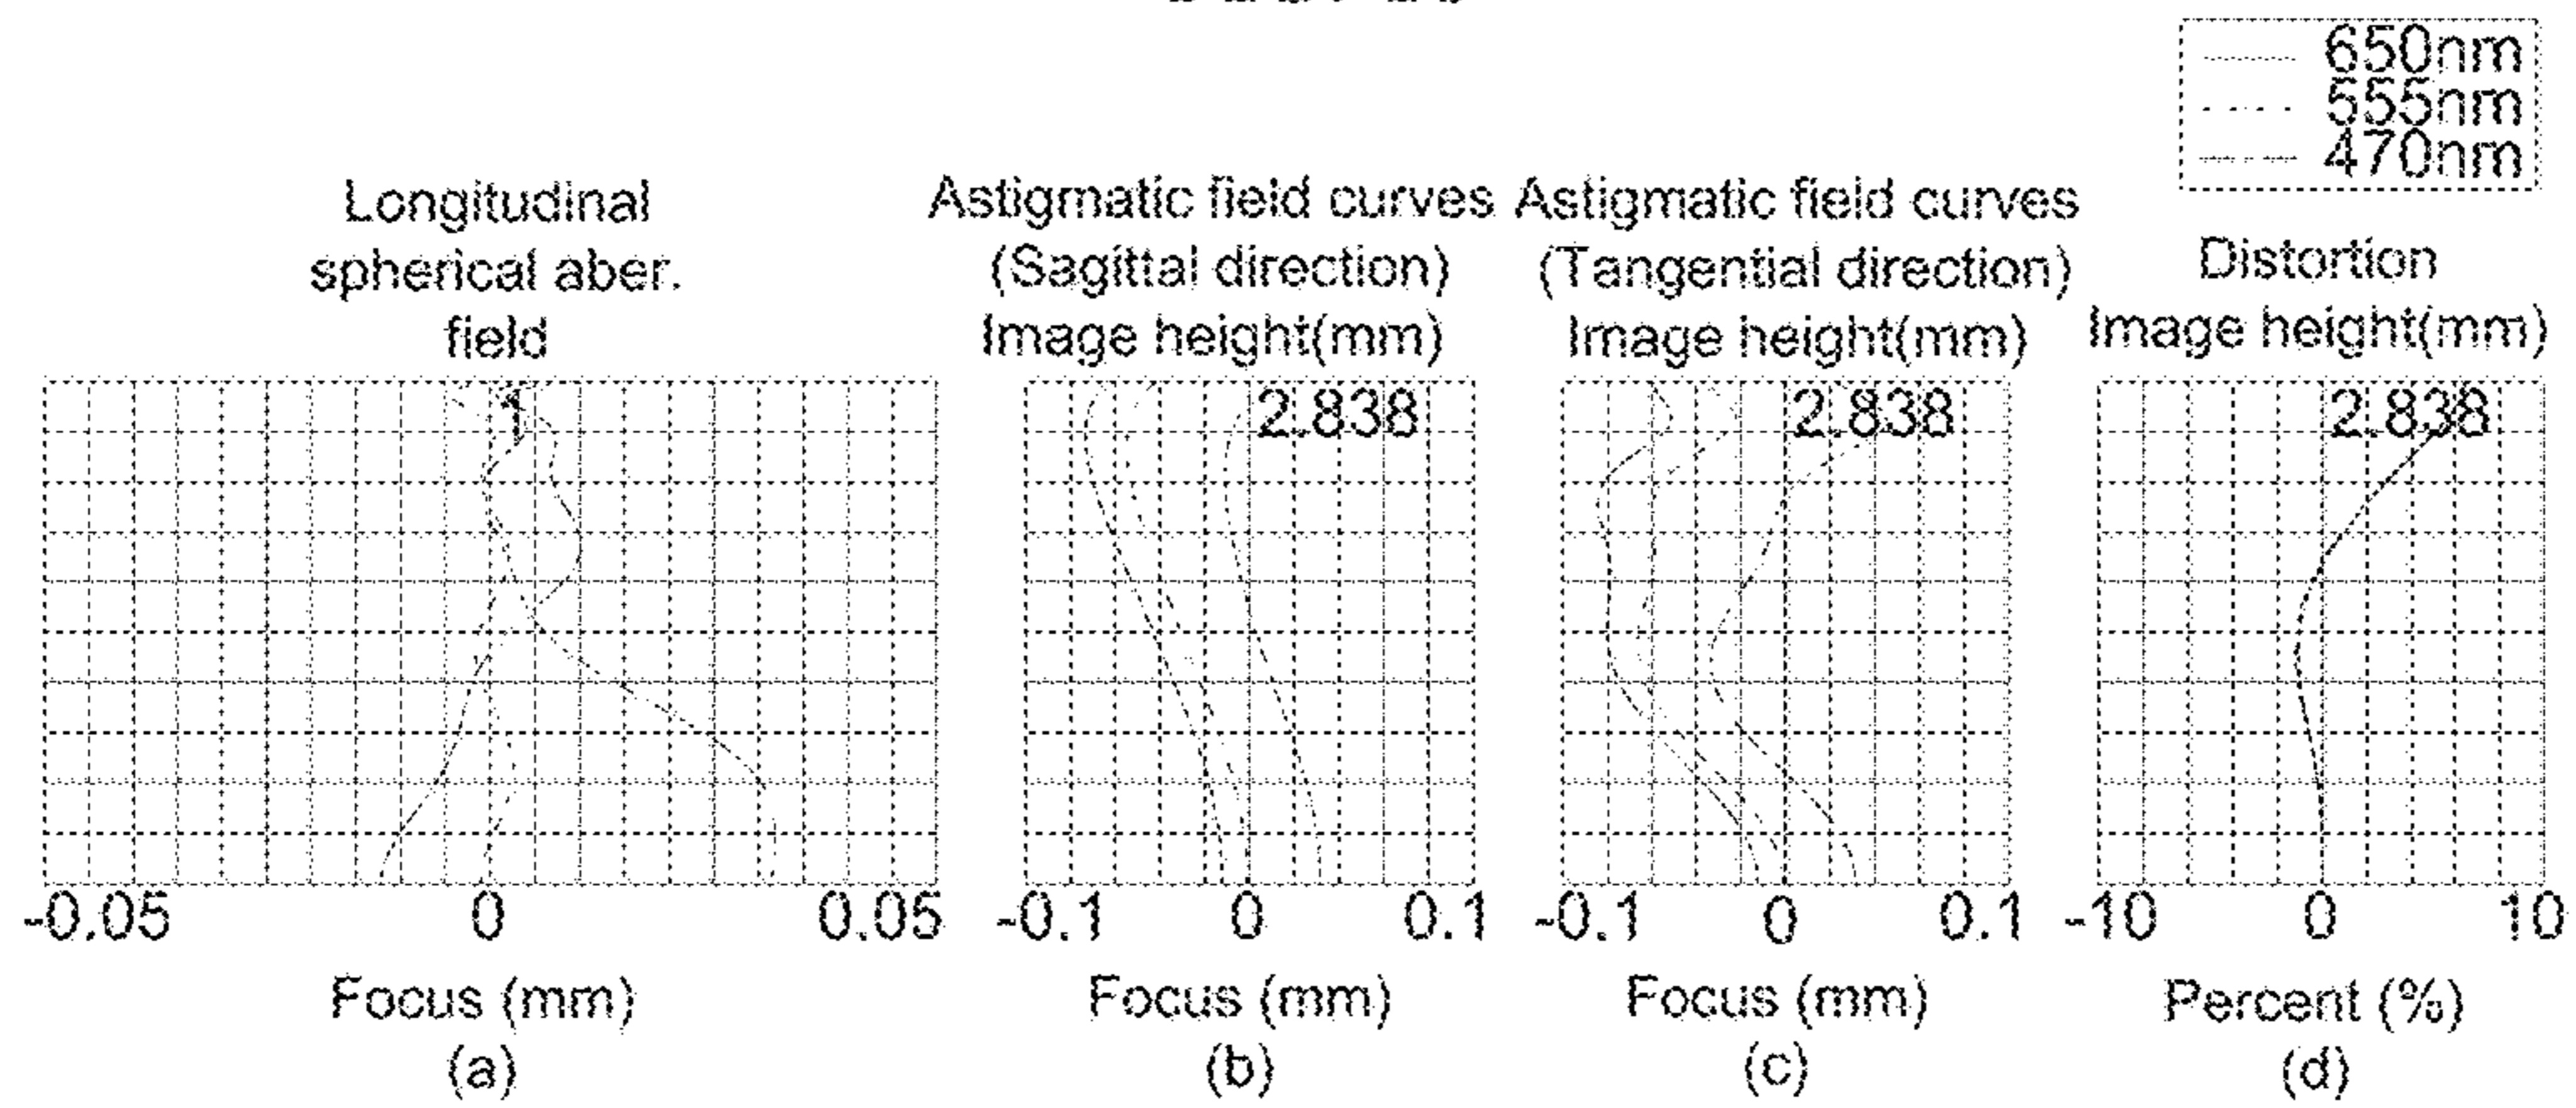 650nm
555nm
470nm
Longitudinal
spherical aber.
field
Astigmatic field curves
(Sagittal direction)
Image height(mm)
Astigmatic field curves
(Tangential direction)
Image height(mm)
Distortion
Image height(mm)
1
2.838
2.838
2.838
-0.05 0 0.05
-0.1 0 0.1
-0.1 0 0.1
-10 0 10
Focus (mm)
Focus (mm)
Focus (mm)
Percent (%)
(a)
(b)
(c)
(d)